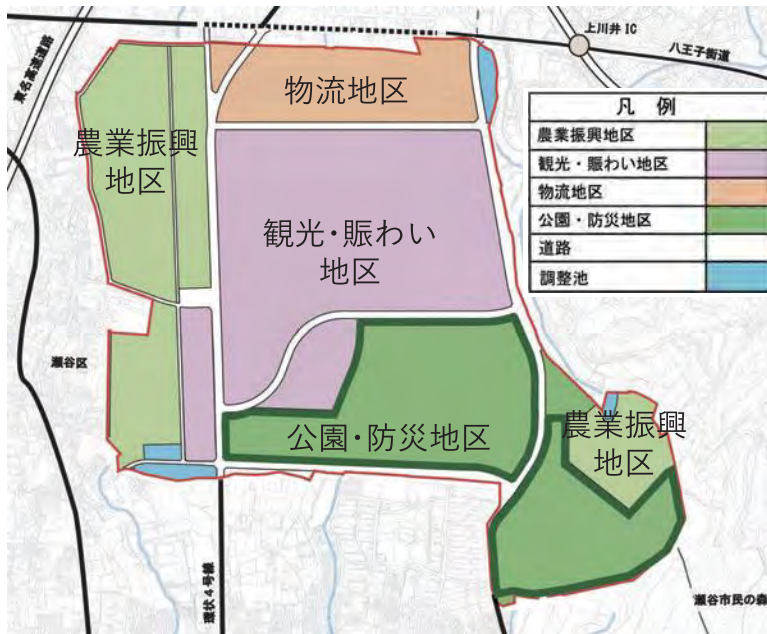 上川井 IC
八王子街道
東名高速道路
物流地区
凡 例
農業振興地区
観光・賑わい地区
物流地区
公園・防災地区
道路
調整池
農業振興
地区
観光・賑わい
地区
瀬谷区
公園・防災地区
農業振興
地区
環状4号線
瀬谷市民の森